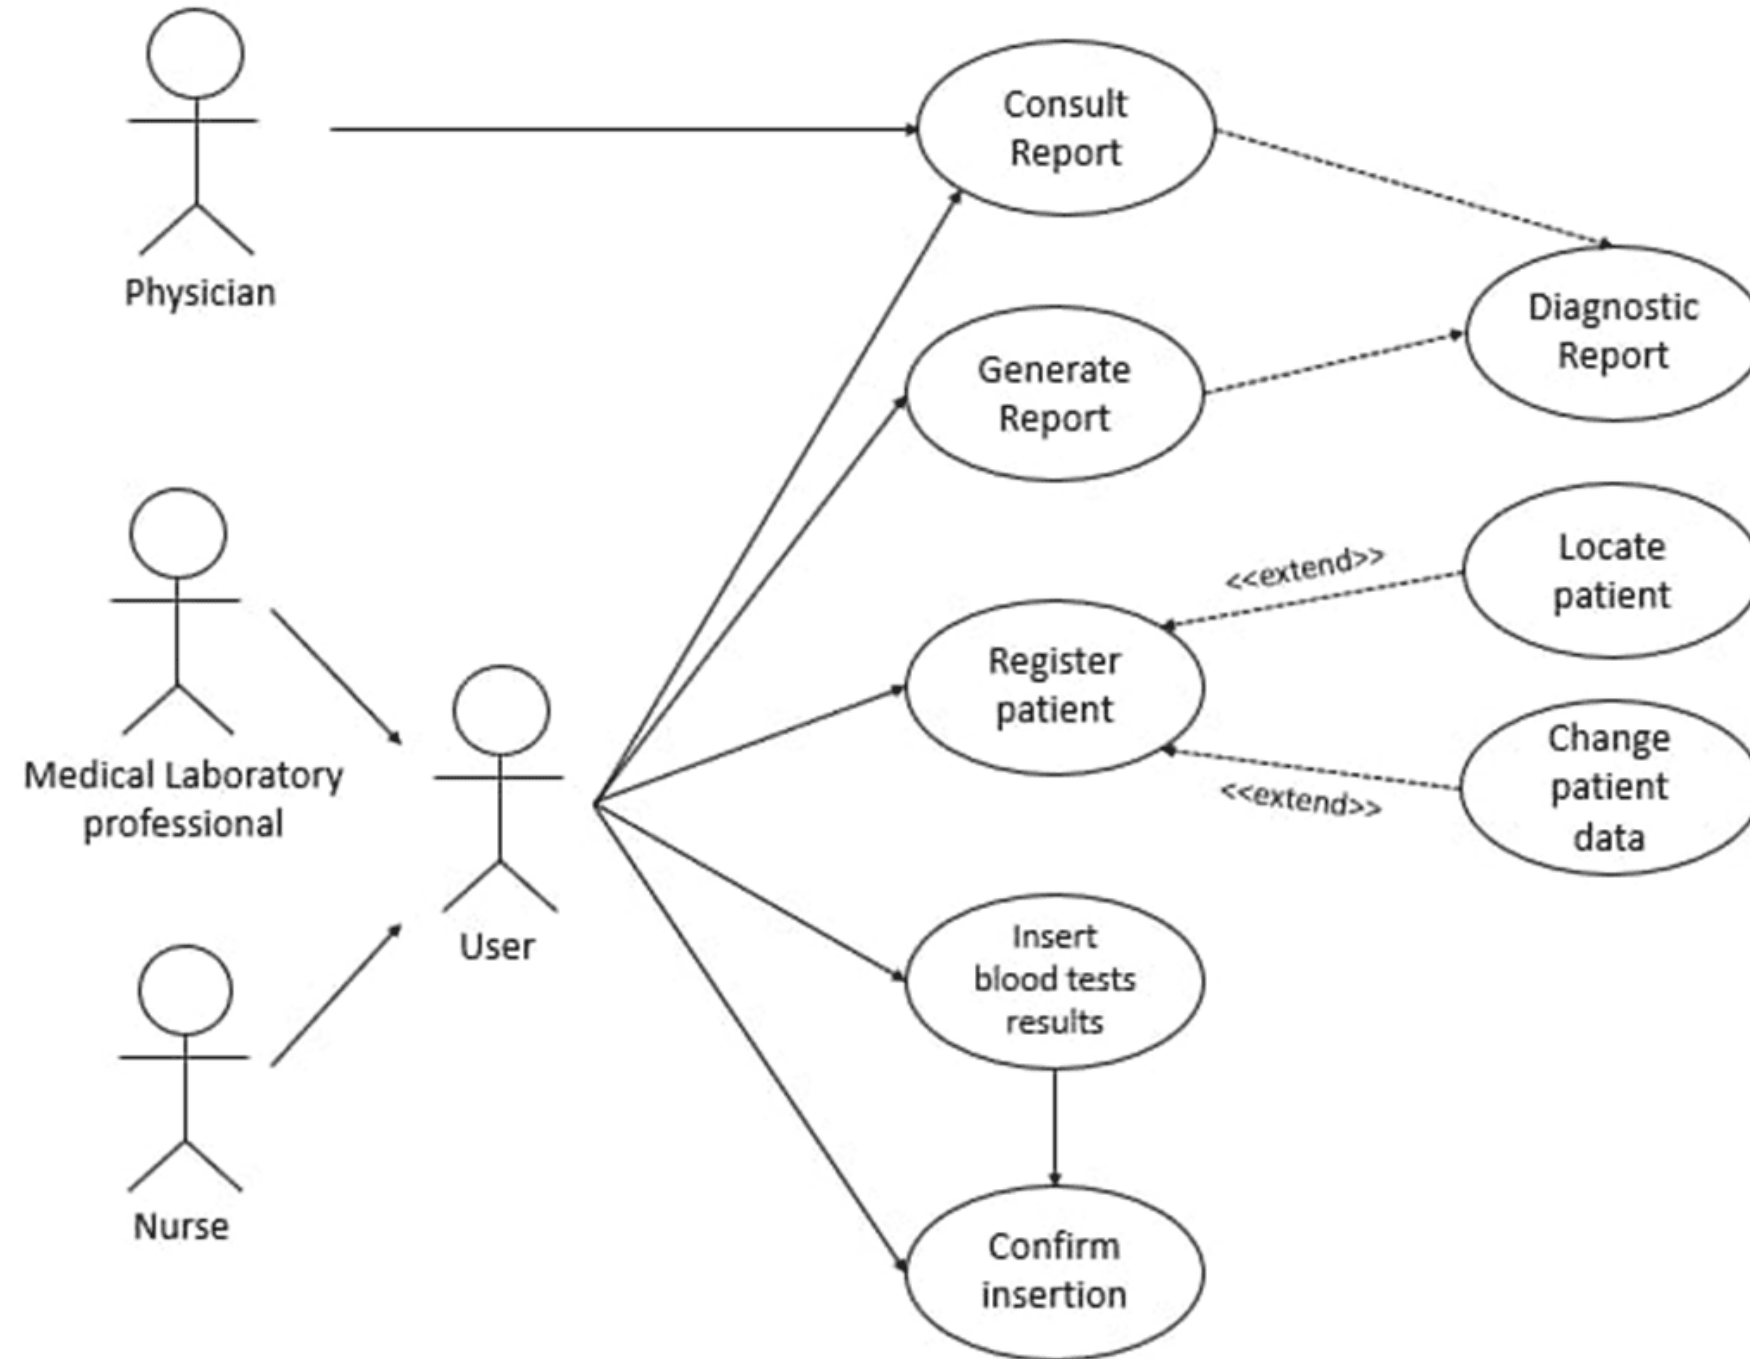 Consult
Report
Physician
Diagnostic
Report
Generate
Report
<<extend>>
Locate
patient
Register
patient
Change
patient
data
<<extend>>
Medical Laboratory
professional
User
Insert
blood tests
results
Nurse
Confirm
insertion